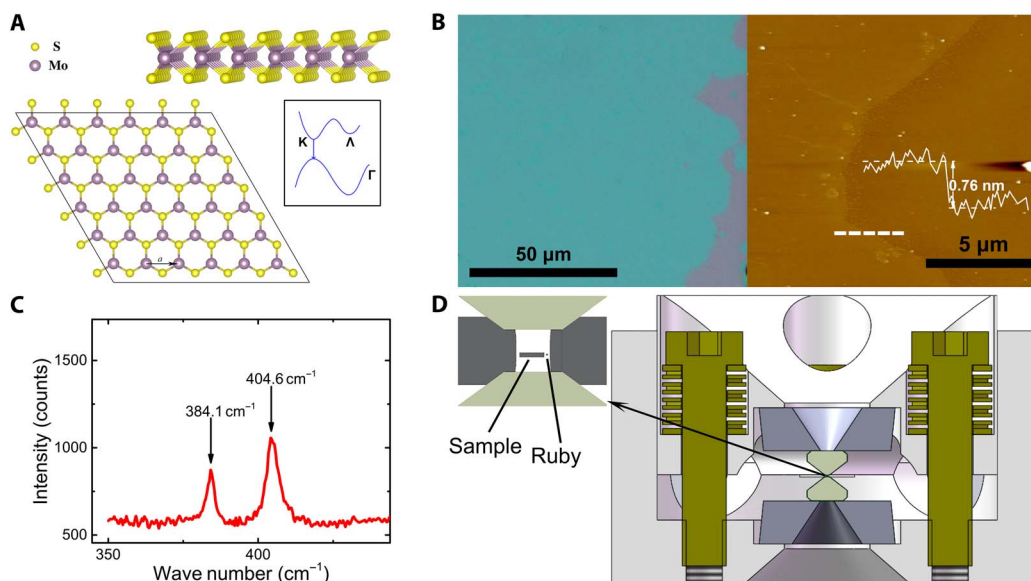 A
S
Mo
a
K
Λ
Γ
B
50 μm
0.76 nm
5 μm
C
Intensity (counts)
1500
1000
500
384.1 cm⁻¹
404.6 cm⁻¹
350
400
Wave number (cm⁻¹)
D
Sample
Ruby